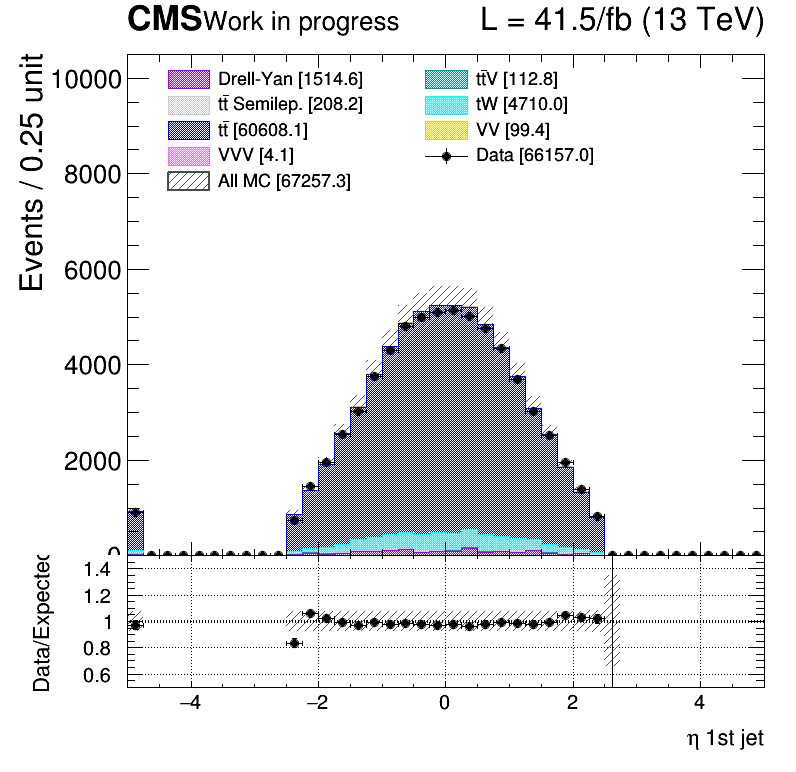 CMS Work in progress L = 41.5/fb (13 TeV)
Events / 0.25 unit
10000
8000
6000
4000
2000
0
Drell-Yan [1514.6]
tt̄ Semilep. [208.2]
tt̄ [60608.1]
VVV [4.1]
All MC [67257.3]
tt̄V [112.8]
tW [4710.0]
VV [99.4]
Data [66157.0]
Data/Expected
1.4
1.2
1
0.8
0.6
−4 −2 0 2 4
η 1st jet